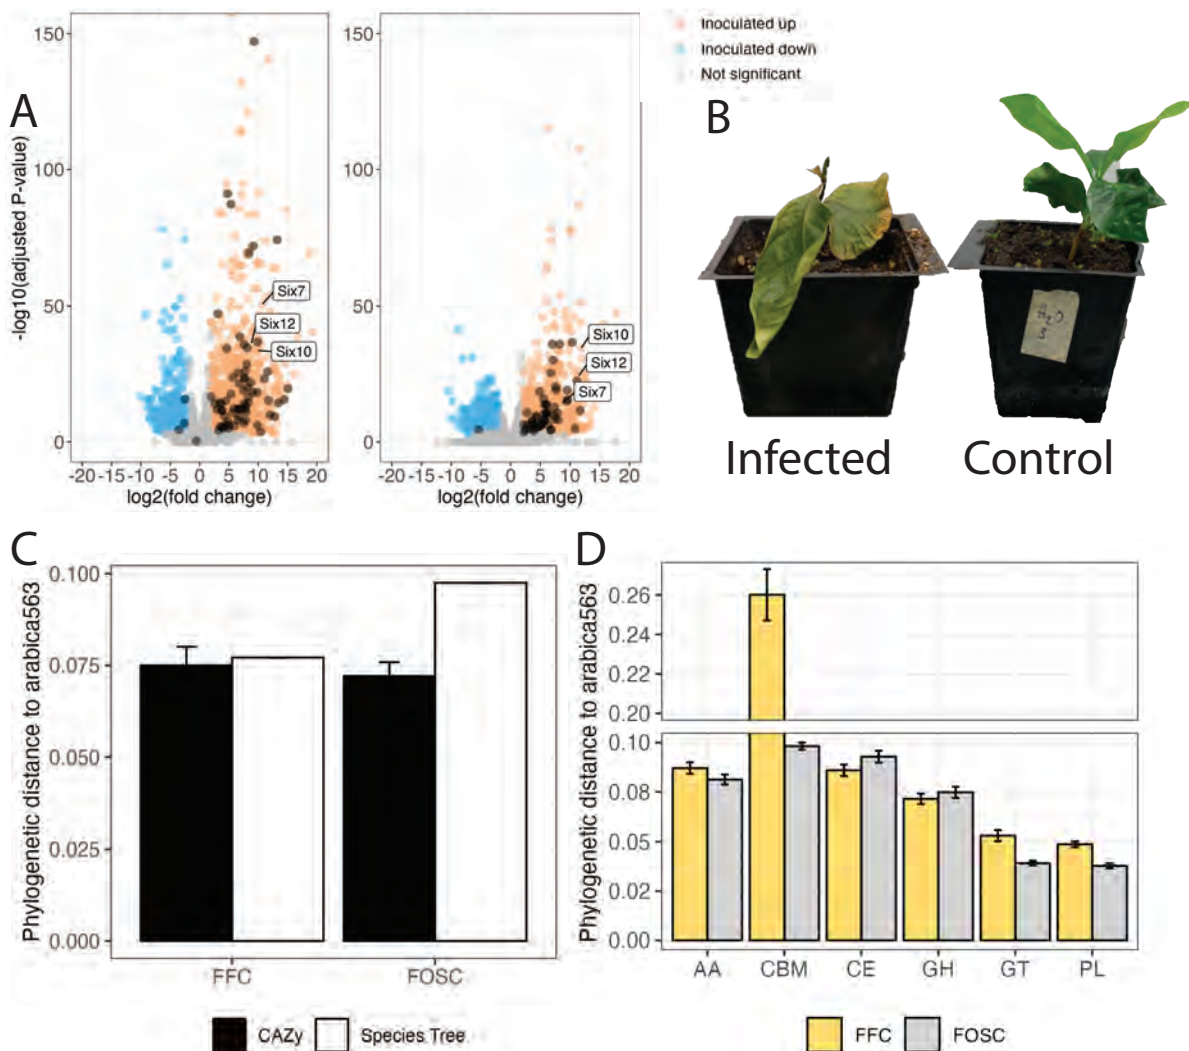 A
-log10(adjusted P-value)
150
100
50
0
Six7
Six12
Six10
-20 -15 -10 -5 0 5 10 15 20
log2(fold change)
150
100
50
0
Six10
Six12
Six7
-20 -15 -10 -5 0 5 10 15 20
log2(fold change)
Inoculated up
Inoculated down
Not significant
B
H2O
3
Infected Control
C
Phylogenetic distance to arabica563
0.100
0.075
0.050
0.025
0.000
FFC FOSC
CAZy Species Tree
D
Phylogenetic distance to arabica563
0.26
0.24
0.22
0.20
0.10
0.08
0.05
0.02
0.00
AA CBM CE GH GT PL
FFC FOSC